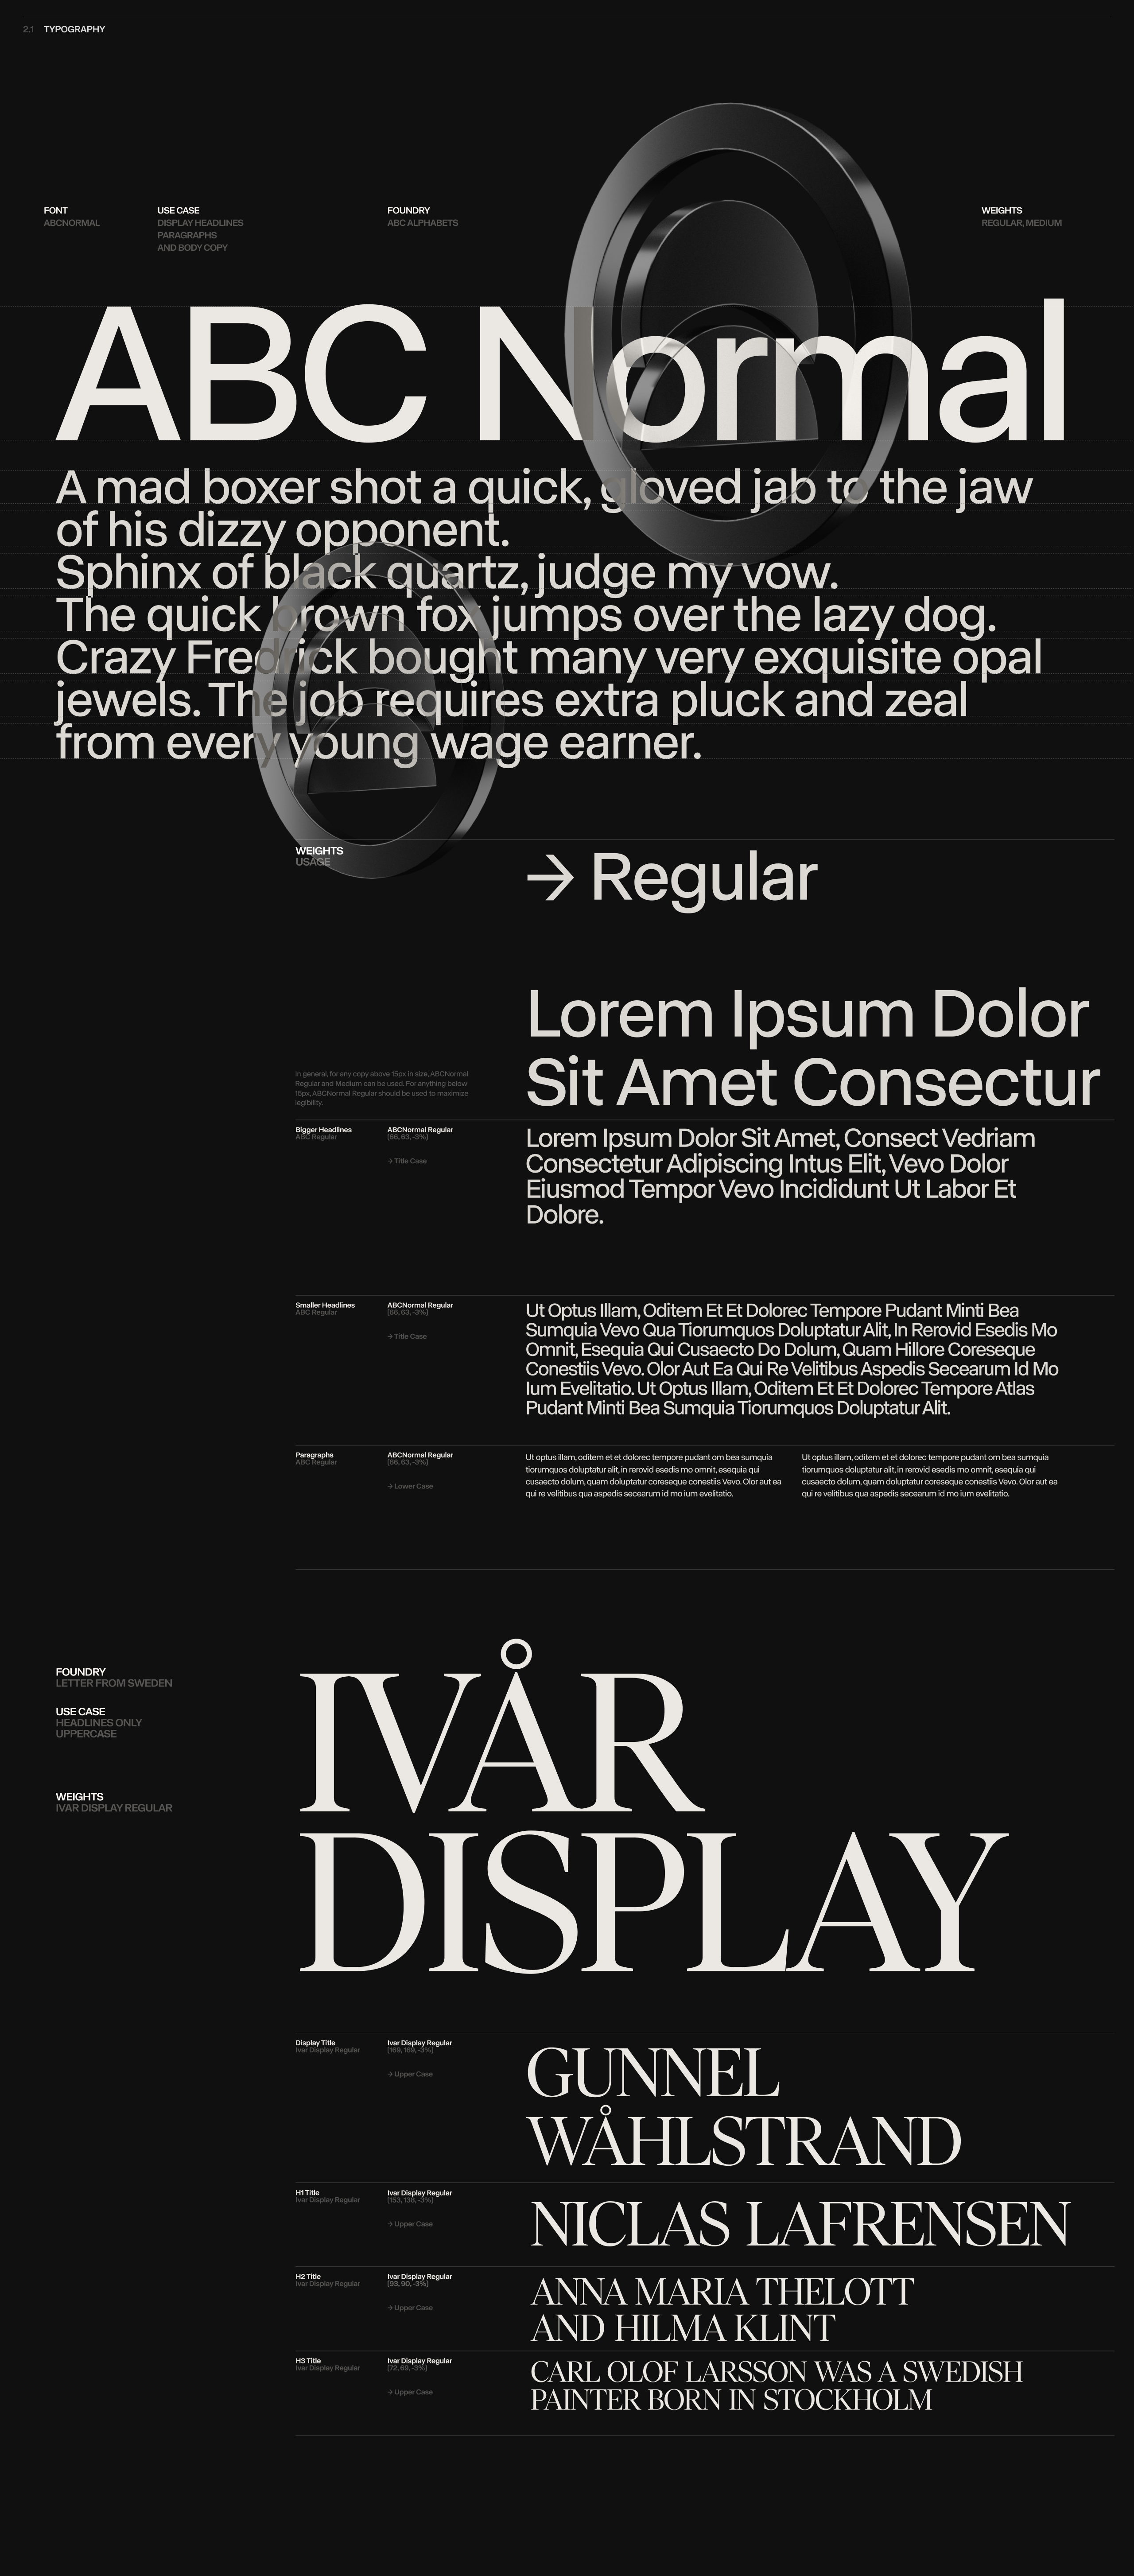 2.1 TYPOGRAPHY
FONT
ABCNORMAL
USE CASE
DISPLAY HEADLINES
PARAGRAPHS
AND BODY COPY
FOUNDRY
ABC ALPHABETS
WEIGHTS
REGULAR, MEDIUM
ABC Normal
A mad boxer shot a quick, gloved jab to the jaw
of his dizzy opponent.
Sphinx of black quartz, judge my vow.
The quick brown fox jumps over the lazy dog.
Crazy Fredrick bought many very exquisite opal
jewels. The job requires extra pluck and zeal
from every young wage earner.
WEIGHTS
USAGE
→ Regular
Lorem Ipsum Dolor
Sit Amet Consectur
In general, for any copy above 15px in size, ABCNormal
Regular and Medium can be used. For anything below
15px, ABCNormal Regular should be used to maximize
legibility.
Bigger Headlines
ABC Regular
ABCNormal Regular
(66, 63, -3%)
→ Title Case
Lorem Ipsum Dolor Sit Amet, Consect Vedriam
Consectetur Adipiscing Intus Elit, Vevo Dolor
Eiusmod Tempor Vevo Incididunt Ut Labor Et
Dolore.
Smaller Headlines
ABC Regular
ABCNormal Regular
(66, 63, -3%)
→ Title Case
Ut Optus Illam, Oditem Et Et Dolorec Tempore Pudant Minti Bea
Sumquia Vevo Qua Tiorumquos Doluptatur Alit, In Rerovid Esedis Mo
Omnit, Esequia Qui Cusaecto Do Dolum, Quam Hillore Coreseque
Conestiis Vevo. Olor Aut Ea Qui Re Velitibus Aspedis Secearum Id Mo
Ium Evelitatio. Ut Optus Illam, Oditem Et Et Dolorec Tempore Atlas
Pudant Minti Bea Sumquia Tiorumquos Doluptatur Alit.
Paragraphs
ABC Regular
ABCNormal Regular
(66, 63, -3%)
→ Lower Case
Ut optus illam, oditem et et dolorec tempore pudant om bea sumquia
tiorumquos doluptatur alit, in rerovid esedis mo omnit, esequia qui
cusaecto dolum, quam doluptatur coreseque conestiis Vevo. Olor aut ea
qui re velitibus qua aspedis secearum id mo ium evelitatio.
Ut optus illam, oditem et et dolorec tempore pudant om bea sumquia
tiorumquos doluptatur alit, in rerovid esedis mo omnit, esequia qui
cusaecto dolum, quam doluptatur coreseque conestiis Vevo. Olor aut ea
qui re velitibus qua aspedis secearum id mo ium evelitatio.
FOUNDRY
LETTER FROM SWEDEN
USE CASE
HEADLINES ONLY
UPPERCASE
WEIGHTS
IVAR DISPLAY REGULAR
IVÅR
DISPLAY
Display Title
Ivar Display Regular
Ivar Display Regular
(169, 169, -3%)
→ Upper Case
GUNNEL
WÅHLSTRAND
H1 Title
Ivar Display Regular
Ivar Display Regular
(153, 138, -3%)
→ Upper Case
NICLAS LAFRENSEN
H2 Title
Ivar Display Regular
Ivar Display Regular
(93, 90, -3%)
→ Upper Case
ANNA MARIA THELOTT
AND HILMA KLINT
H3 Title
Ivar Display Regular
Ivar Display Regular
(72, 69, -3%)
→ Upper Case
CARL OLOF LARSSON WAS A SWEDISH
PAINTER BORN IN STOCKHOLM